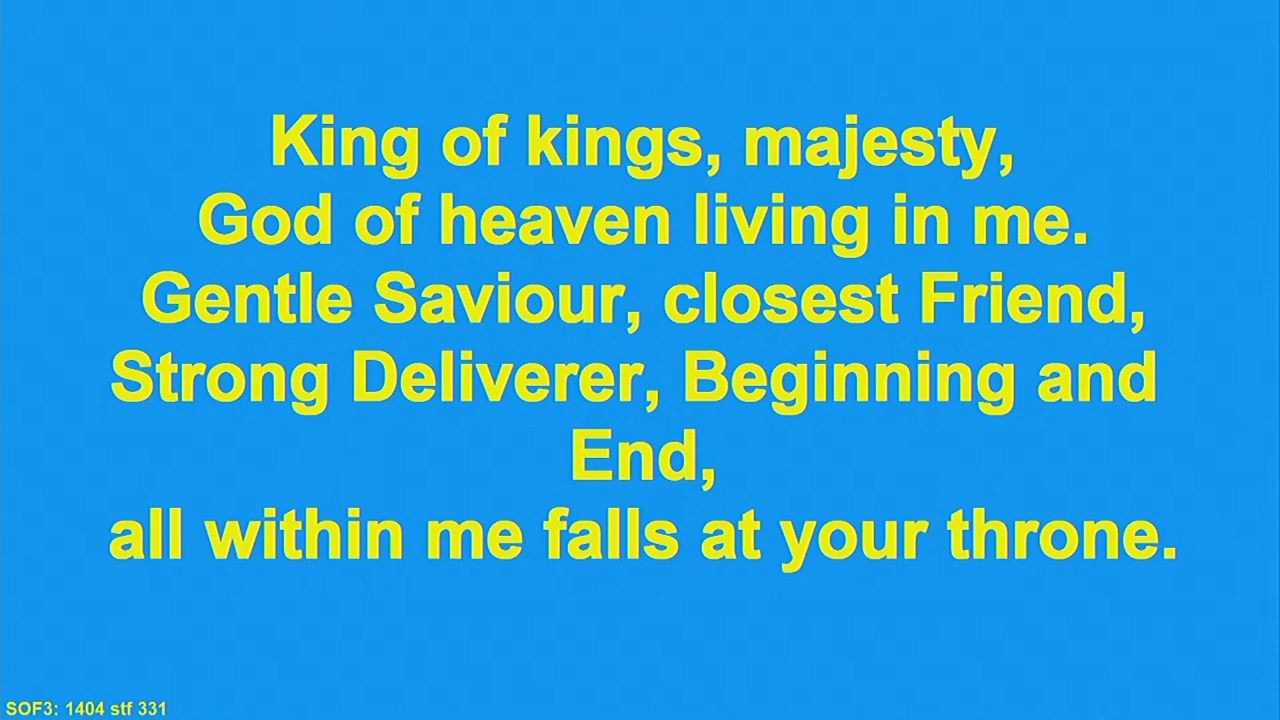 King of kings, majesty,
God of heaven living in me.
Gentle Saviour, closest Friend,
Strong Deliverer, Beginning and
End,
all within me falls at your throne.
SOF3: 1404 stf 331